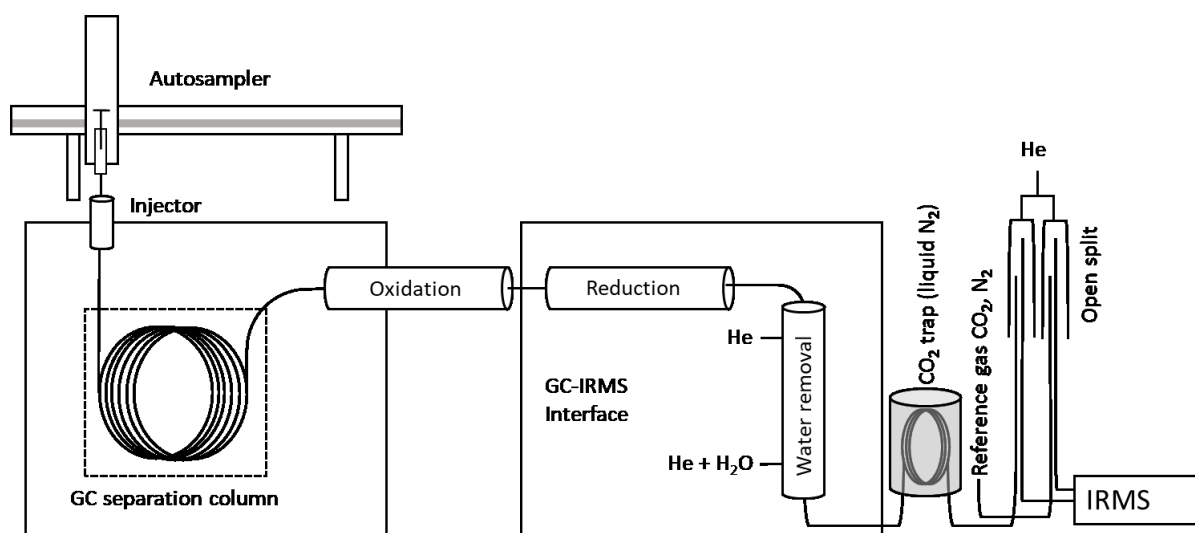 Autosampler
Injector
He
Oxidation
Reduction
He
GC-IRMS
Interface
He + H₂O
Water removal
CO₂ trap (liquid N₂)
Reference gas CO₂, N₂
Open split
IRMS
GC separation column